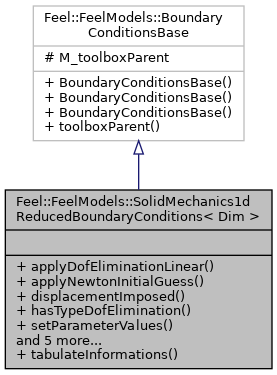 Feel::FeelModels::Boundary
ConditionsBase
# M_toolboxParent
+ BoundaryConditionsBase()
+ BoundaryConditionsBase()
+ BoundaryConditionsBase()
+ toolboxParent()
Feel::FeelModels::SolidMechanics1d
ReducedBoundaryConditions< Dim >
+ applyDofEliminationLinear()
+ applyNewtonInitialGuess()
+ displacementImposed()
+ hasTypeDofElimination()
+ setParameterValues()
and 5 more...
+ tabulateInformations()